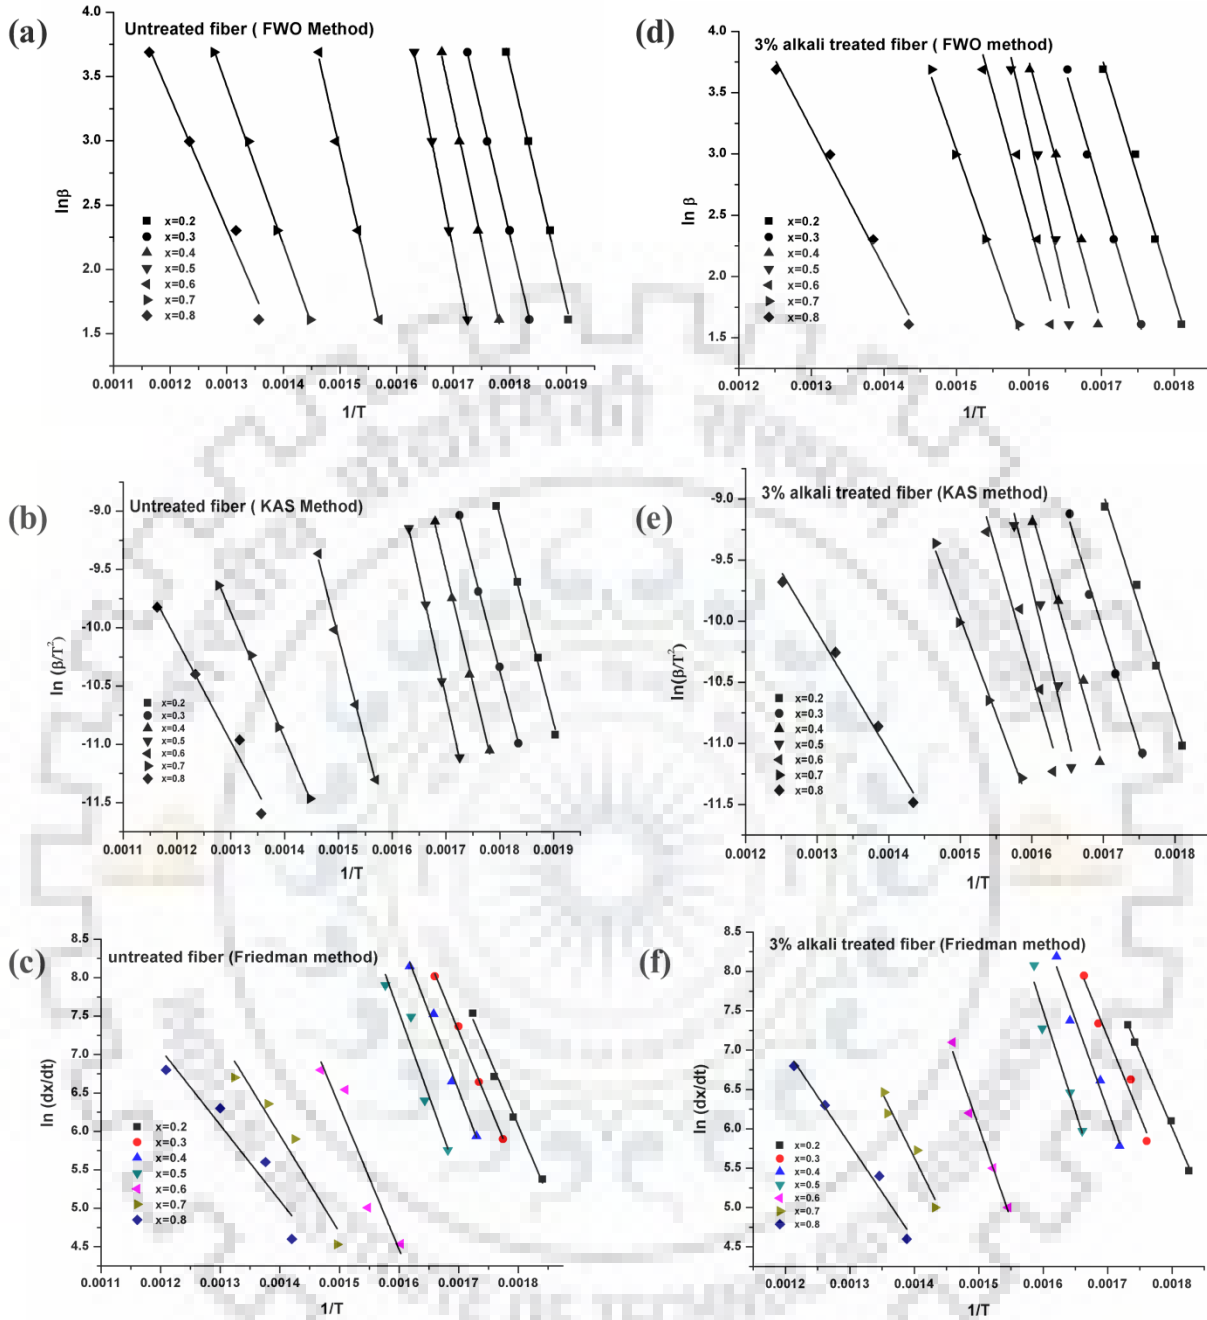 (a)
Untreated fiber ( FWO Method)
4.0
3.5
3.0
2.5
2.0
1.5
lnβ
x=0.2
x=0.3
x=0.4
x=0.5
x=0.6
x=0.7
x=0.8
0.0011 0.0012 0.0013 0.0014 0.0015 0.0016 0.0017 0.0018 0.0019
1/T
(d)
3% alkali treated fiber ( FWO method)
4.0
3.5
3.0
2.5
2.0
1.5
ln β
x=0.2
x=0.3
x=0.4
x=0.5
x=0.6
x=0.7
x=0.8
0.0012 0.0013 0.0014 0.0015 0.0016 0.0017 0.0018
1/T
(b)
Untreated fiber ( KAS Method)
-9.0
-9.5
-10.0
-10.5
-11.0
-11.5
ln (β/T²)
x=0.2
x=0.3
x=0.4
x=0.5
x=0.6
x=0.7
x=0.8
0.0011 0.0012 0.0013 0.0014 0.0015 0.0016 0.0017 0.0018 0.0019
1/T
(e)
3% alkali treated fiber (KAS method)
-9.0
-9.5
-10.0
-10.5
-11.0
-11.5
ln(β/T²)
x=0.2
x=0.3
x=0.4
x=0.5
x=0.6
x=0.7
x=0.8
0.0012 0.0013 0.0014 0.0015 0.0016 0.0017 0.0018
1/T
(c)
untreated fiber (Friedman method)
8.5
8.0
7.5
7.0
6.5
6.0
5.5
5.0
4.5
ln (dx/dt)
x=0.2
x=0.3
x=0.4
x=0.5
x=0.6
x=0.7
x=0.8
0.0011 0.0012 0.0013 0.0014 0.0015 0.0016 0.0017 0.0018
1/T
(f)
3% alkali treated fiber (Friedman method)
8.5
8.0
7.5
7.0
6.5
6.0
5.5
5.0
4.5
ln (dx/dt)
x=0.2
x=0.3
x=0.4
x=0.5
x=0.6
x=0.7
x=0.8
0.0012 0.0013 0.0014 0.0015 0.0016 0.0017 0.0018
1/T